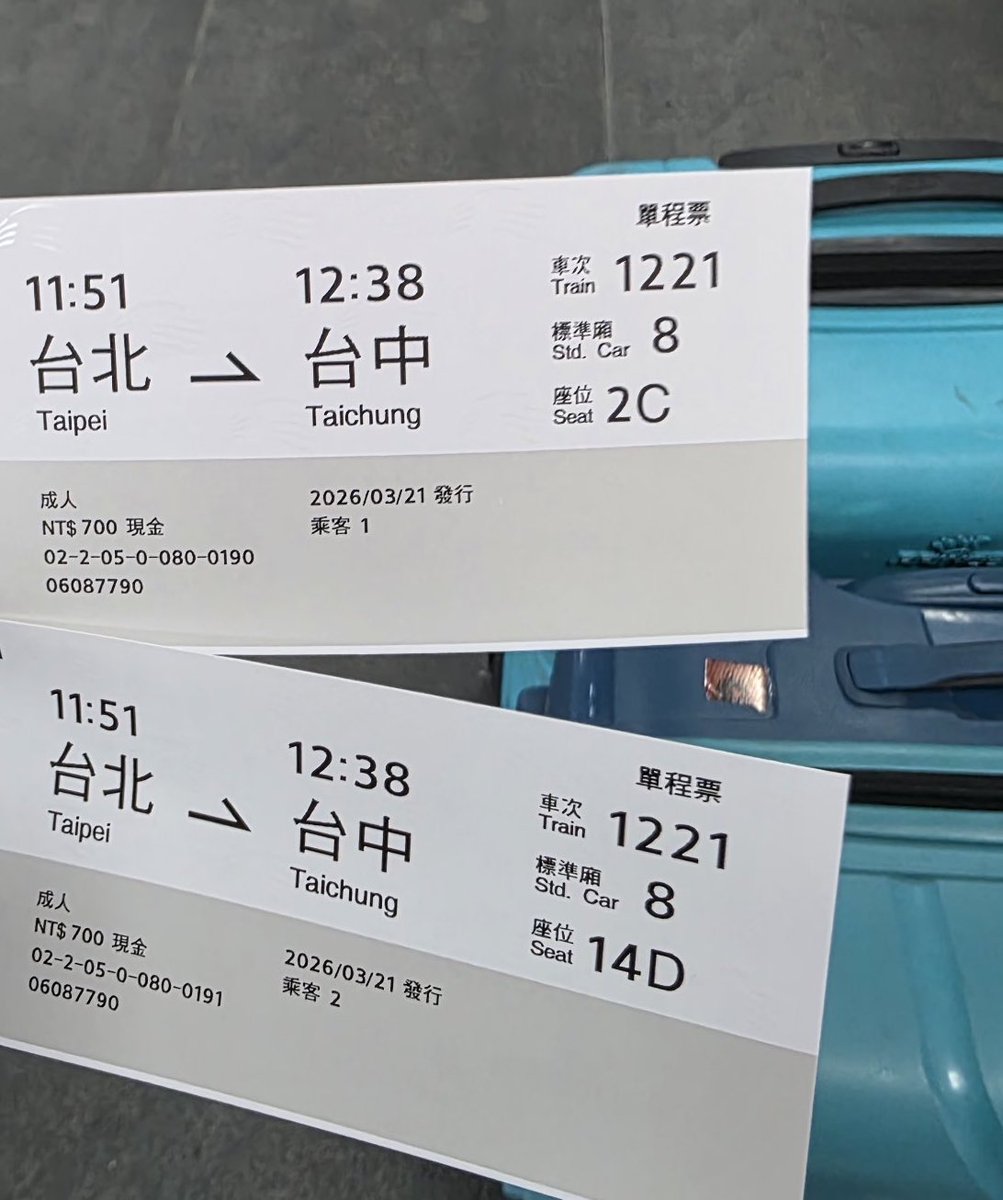 單程票
11:51 12:38
台北 台中
Taipei Taichung
車次 Train 1221
標準廂 Std. Car 8
座位 Seat 2C
成人
NT$ 700 現金
02-2-05-0-080-0190
06087790
2026/03/21 發行
乘客 1
單程票
11:51 12:38
台北 台中
Taipei Taichung
車次 Train 1221
標準廂 Std. Car 8
座位 Seat 14D
成人
NT$ 700 現金
02-2-05-0-080-0191
06087790
2026/03/21 發行
乘客 2